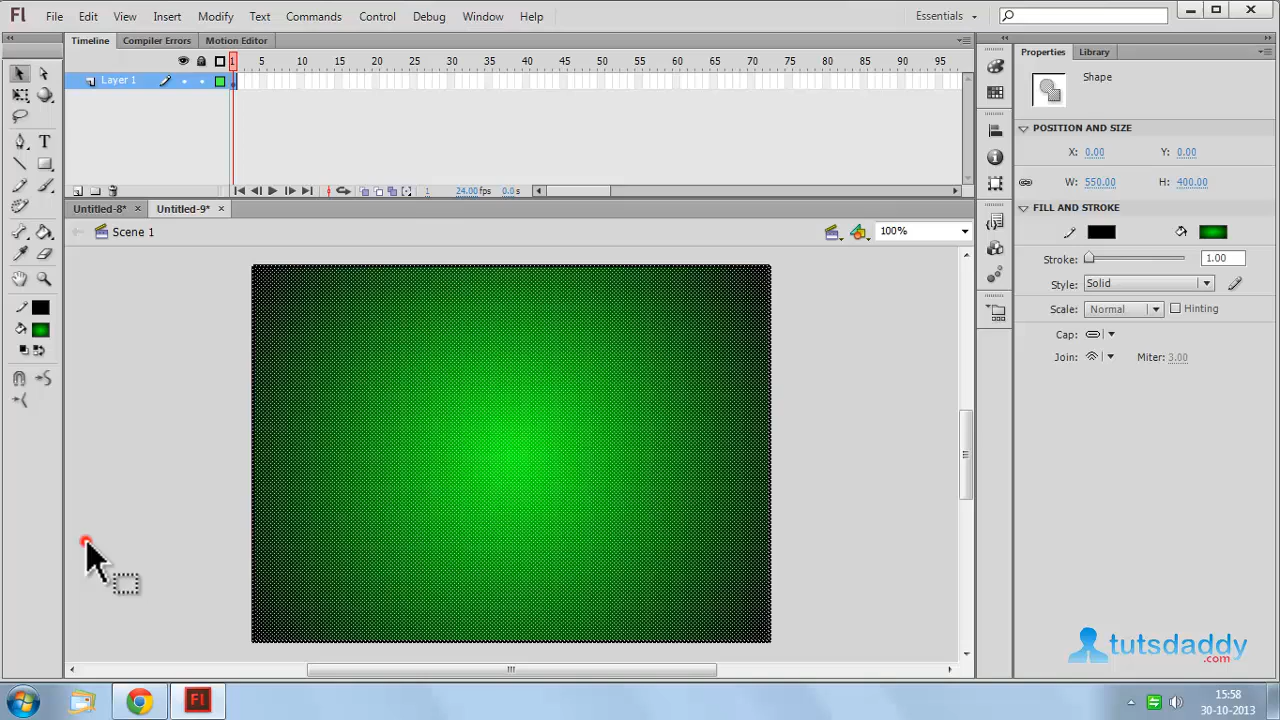 Fl File Edit View Insert Modify Text Commands Control Debug Window Help Essentials
Timeline Compiler Errors Motion Editor Properties Library
1 5 10 15 20 25 30 35 40 45 50 55 60 65 70 75 80 85 90 95
Layer 1
Shape
POSITION AND SIZE
X: 0.00 Y: 0.00
W: 550.00 H: 400.00
1 24.00fps 0.0s
Untitled-8* × Untitled-9* ×
FILL AND STROKE
Scene 1 100%
Stroke: 1.00
Style: Solid
Scale: Normal Hinting
Cap:
Join: Miter: 3.00
tutsdaddy
.com
Fl
15:58
30-10-2013